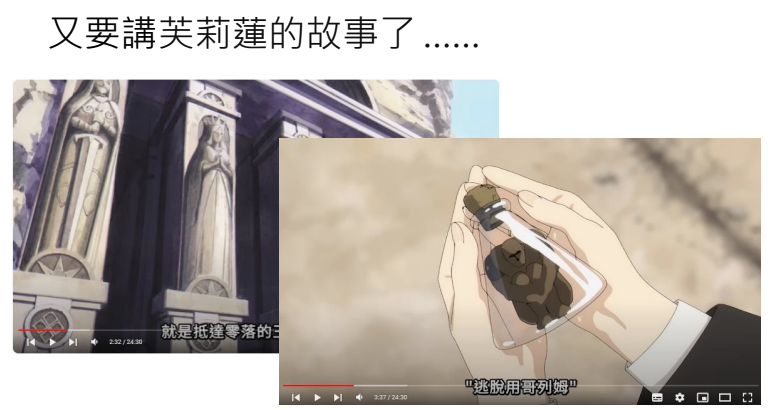 又要講芙莉蓮的故事了......
就是抵達零落的王
2:32 / 24:30
"逃脫用哥列姆"
3:37 / 24:30